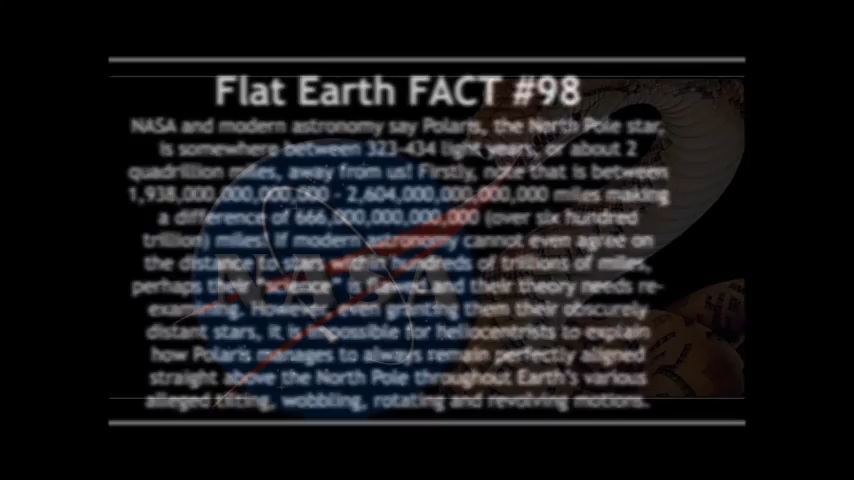 Flat Earth FACT #98
NASA and modern astronomy say Polaris, the North Pole star,
is somewhere between 323-434 light years, or about 2
quadrillion miles, away from us! Firstly, note that is between
1,938,000,000,000,000 - 2,604,000,000,000,000 miles making
a difference of 666,000,000,000,000 (over six hundred
trillion) miles! If modern astronomy cannot even agree on
the distance to stars within hundreds of trillions of miles,
perhaps their "science" is flawed and their theory needs re-
examining. However, even granting them their obscurely
distant stars, it is impossible for heliocentrists to explain
how Polaris manages to always remain perfectly aligned
straight above the North Pole throughout Earth's various
alleged tilting, wobbling, rotating and revolving motions.
NASA